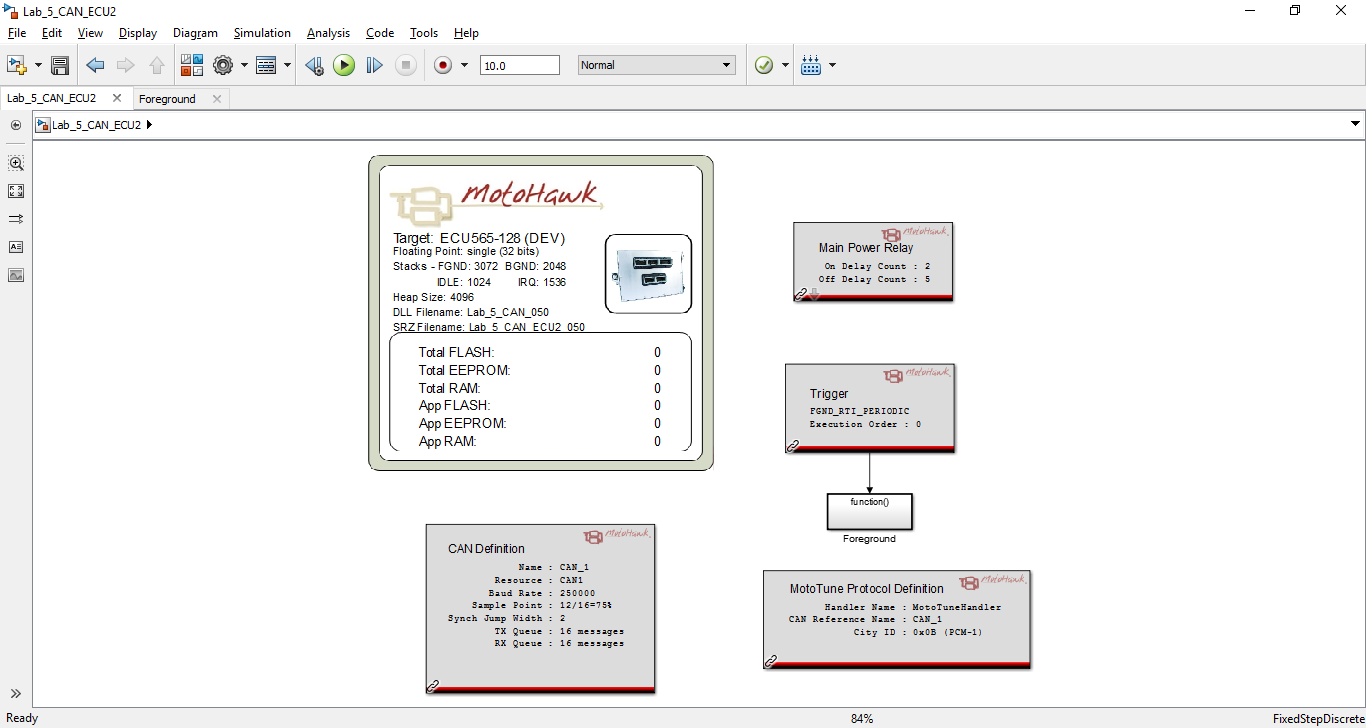 Lab_5_CAN_ECU2
File Edit View Display Diagram Simulation Analysis Code Tools Help
10.0
Normal
Lab_5_CAN_ECU2
Foreground
Lab_5_CAN_ECU2
MotoHawk
Target: ECU565-128 (DEV)
Floating Point: single (32 bits)
Stacks - FGND: 3072 BGND: 2048
IDLE: 1024 IRQ: 1536
Heap Size: 4096
DLL Filename: Lab_5_CAN_050
SRZ Filename: Lab_5_CAN_ECU2_050
Total FLASH: 0
Total EEPROM: 0
Total RAM: 0
App FLASH: 0
App EEPROM: 0
App RAM: 0
MotoHawk
Main Power Relay
On Delay Count : 2
Off Delay Count : 5
MotoHawk
Trigger
FGND_RTI_PERIODIC
Execution Order : 0
function()
Foreground
MotoHawk
CAN Definition
Name : CAN_1
Resource : CAN1
Baud Rate : 250000
Sample Point : 12/16=75%
Synch Jump Width : 2
TX Queue : 16 messages
RX Queue : 16 messages
MotoHawk
MotoTune Protocol Definition
Handler Name : MotoTuneHandler
CAN Reference Name : CAN_1
City ID : 0x0B (PCM-1)
Ready
84%
FixedStepDiscrete